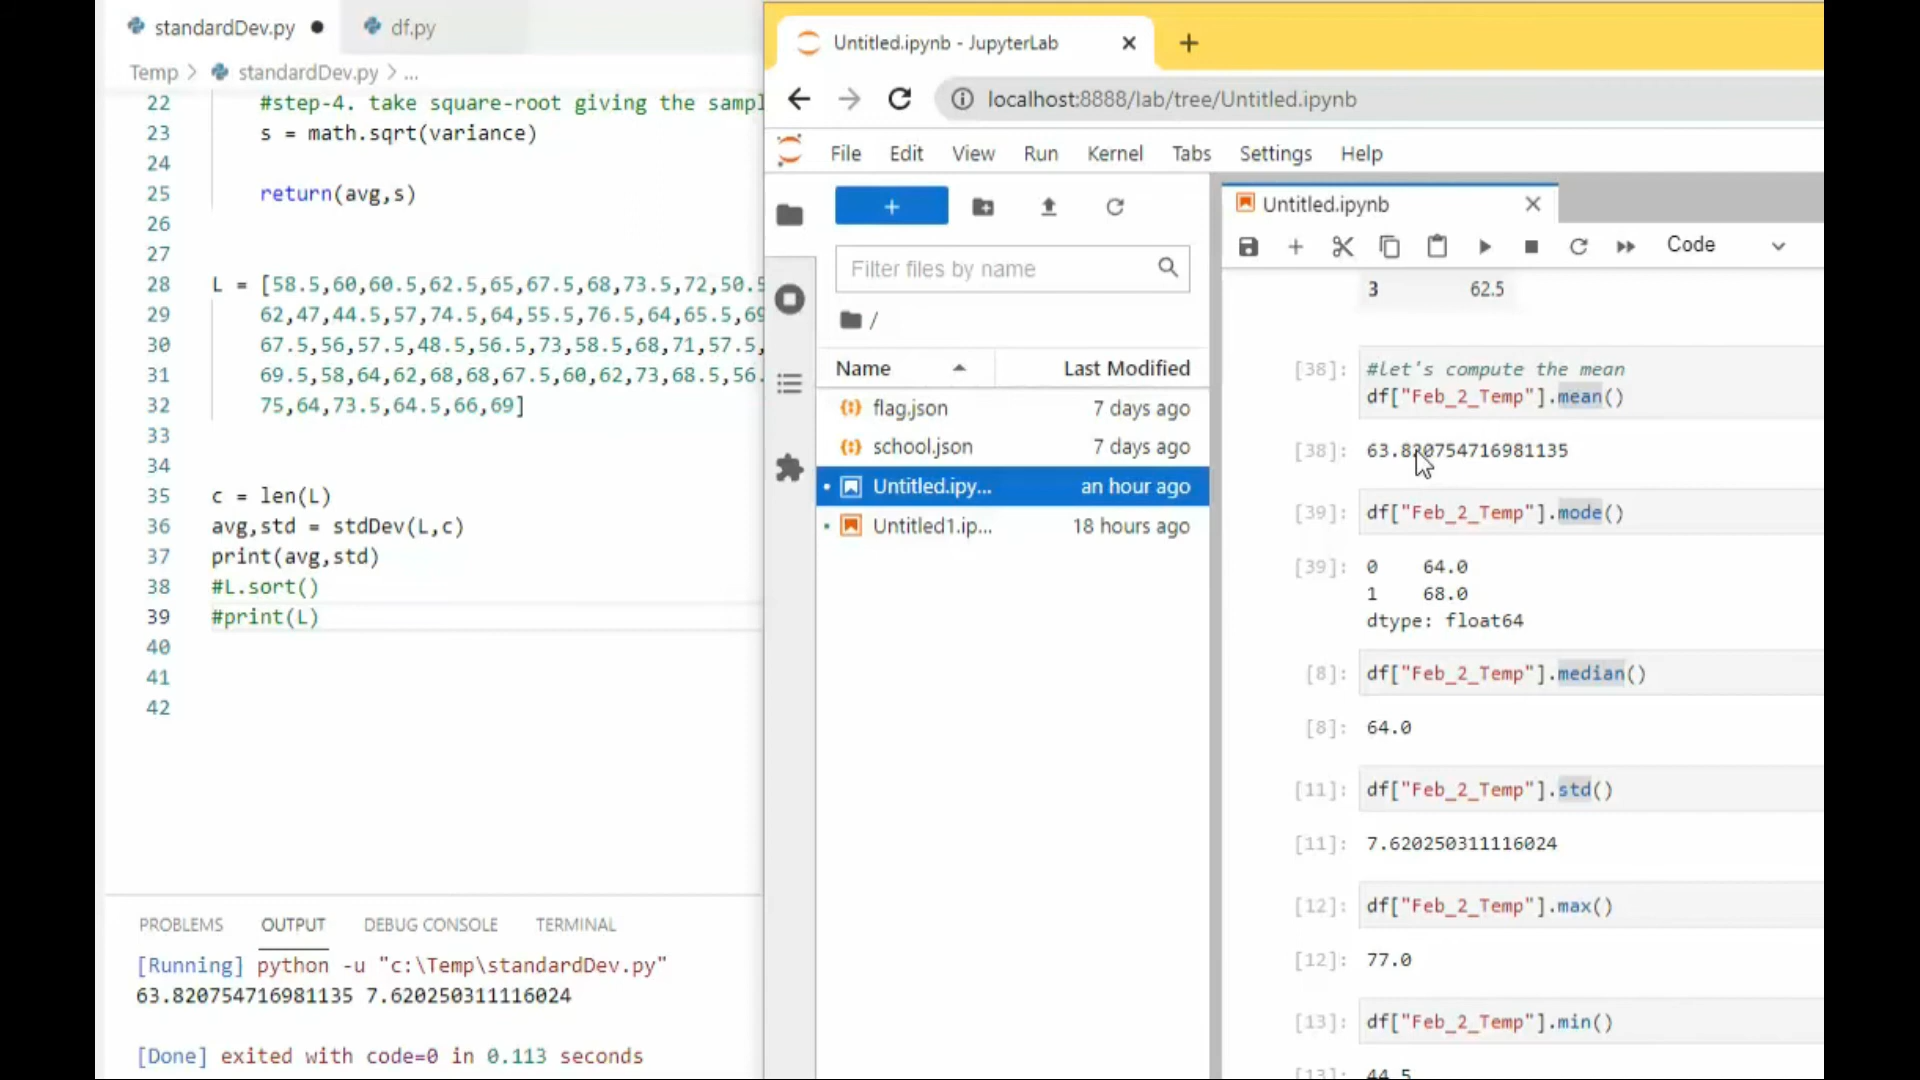 standardDev.py
df.py
Temp > standardDev.py > ...
22 #step-4. take square-root giving the sampl
23 s = math.sqrt(variance)
24
25 return(avg,s)
26
27
28 L = [58.5,60,60.5,62.5,65,67.5,68,73.5,72,50.5
29 62,47,44.5,57,74.5,64,55.5,76.5,64,65.5,69
30 67.5,56,57.5,48.5,56.5,73,58.5,68,71,57.5,
31 69.5,58,64,62,68,68,67.5,60,62,73,68.5,56.
32 75,64,73.5,64.5,66,69]
33
34
35 c = len(L)
36 avg,std = stdDev(L,c)
37 print(avg,std)
38 #L.sort()
39 #print(L)
40
41
42
PROBLEMS OUTPUT DEBUG CONSOLE TERMINAL
[Running] python -u "c:\Temp\standardDev.py"
63.820754716981135 7.620250311116024
[Done] exited with code=0 in 0.113 seconds
Untitled.ipynb - JupyterLab
localhost:8888/lab/tree/Untitled.ipynb
File Edit View Run Kernel Tabs Settings Help
Filter files by name
/
Name Last Modified
flag.json 7 days ago
school.json 7 days ago
Untitled.ipy... an hour ago
Untitled1.ip... 18 hours ago
Untitled.ipynb
Code
3 62.5
[38]: #let's compute the mean
df["Feb_2_Temp"].mean()
[38]: 63.820754716981135
[39]: df["Feb_2_Temp"].mode()
[39]: 0 64.0
1 68.0
dtype: float64
[8]: df["Feb_2_Temp"].median()
[8]: 64.0
[11]: df["Feb_2_Temp"].std()
[11]: 7.620250311116024
[12]: df["Feb_2_Temp"].max()
[12]: 77.0
[13]: df["Feb_2_Temp"].min()
[13]: 44.5